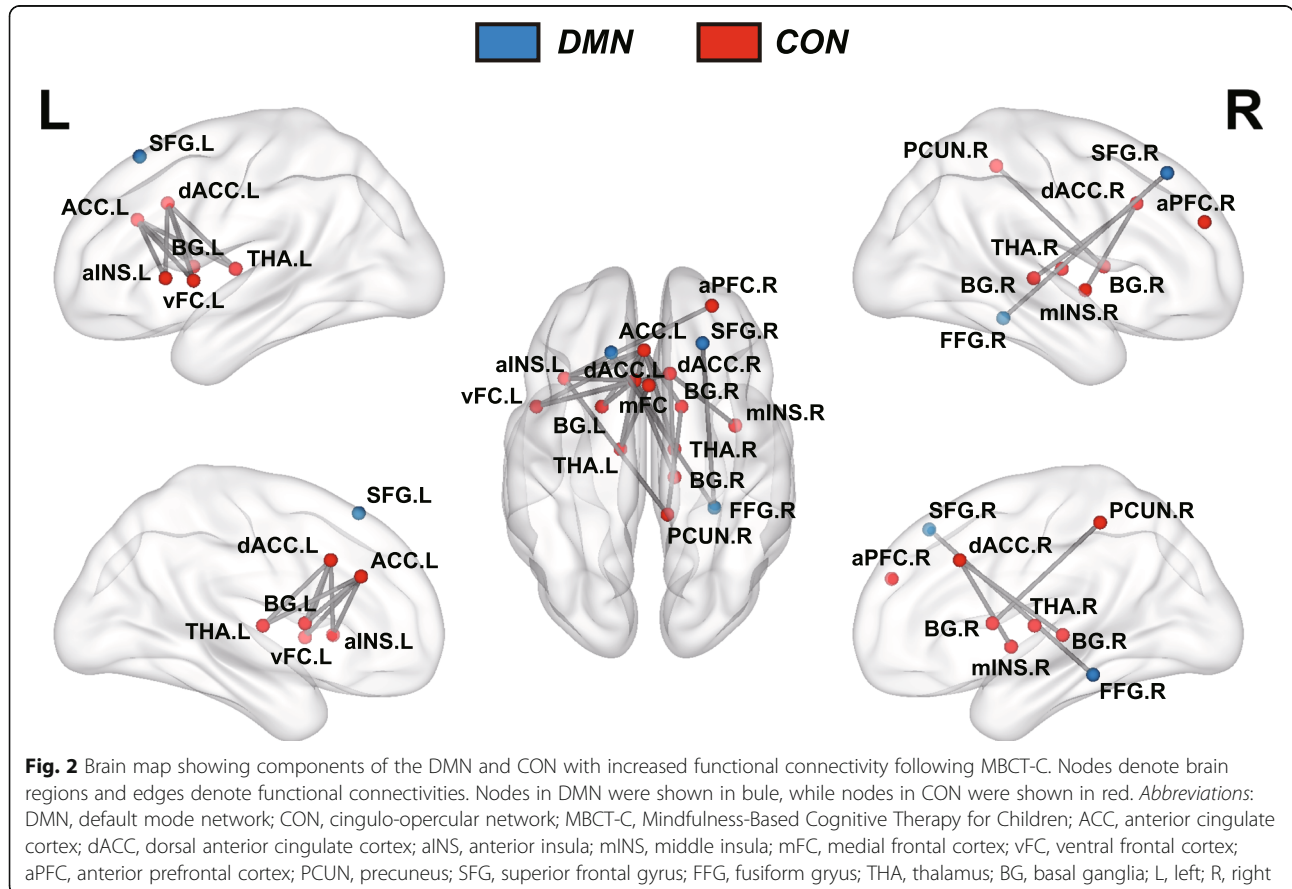 DMN CON
L
R
SFG.L
dACC.L
ACC.L
BG.L
THA.L
aINS.L
vFC.L
PCUN.R
SFG.R
dACC.R
aPFC.R
THA.R
BG.R
BG.R
mINS.R
FFG.R
aPFC.R
ACC.L
SFG.R
aINS.L
dACC.L
dACC.R
vFC.L
mFC
BG.R
mINS.R
BG.L
THA.L
THA.R
BG.R
FFG.R
PCUN.R
SFG.L
dACC.L
ACC.L
BG.L
THA.L
aINS.L
vFC.L
SFG.R
PCUN.R
dACC.R
aPFC.R
THA.R
BG.R
BG.R
mINS.R
FFG.R
Fig. 2 Brain map showing components of the DMN and CON with increased functional connectivity following MBCT-C. Nodes denote brain
regions and edges denote functional connectivities. Nodes in DMN were shown in bule, while nodes in CON were shown in red. Abbreviations:
DMN, default mode network; CON, cingulo-opercular network; MBCT-C, Mindfulness-Based Cognitive Therapy for Children; ACC, anterior cingulate
cortex; dACC, dorsal anterior cingulate cortex; aINS, anterior insula; mINS, middle insula; mFC, medial frontal cortex; vFC, ventral frontal cortex;
aPFC, anterior prefrontal cortex; PCUN, precuneus; SFG, superior frontal gyrus; FFG, fusiform gryus; THA, thalamus; BG, basal ganglia; L, left; R, right